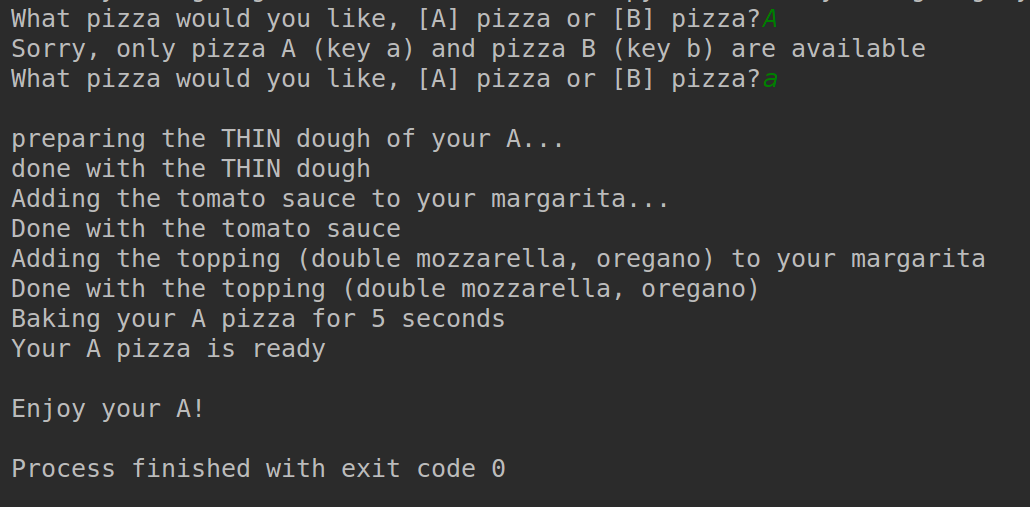 What pizza would you like, [A] pizza or [B] pizza?A
Sorry, only pizza A (key a) and pizza B (key b) are available
What pizza would you like, [A] pizza or [B] pizza?a
preparing the THIN dough of your A...
done with the THIN dough
Adding the tomato sauce to your margarita...
Done with the tomato sauce
Adding the topping (double mozzarella, oregano) to your margarita
Done with the topping (double mozzarella, oregano)
Baking your A pizza for 5 seconds
Your A pizza is ready
Enjoy your A!
Process finished with exit code 0